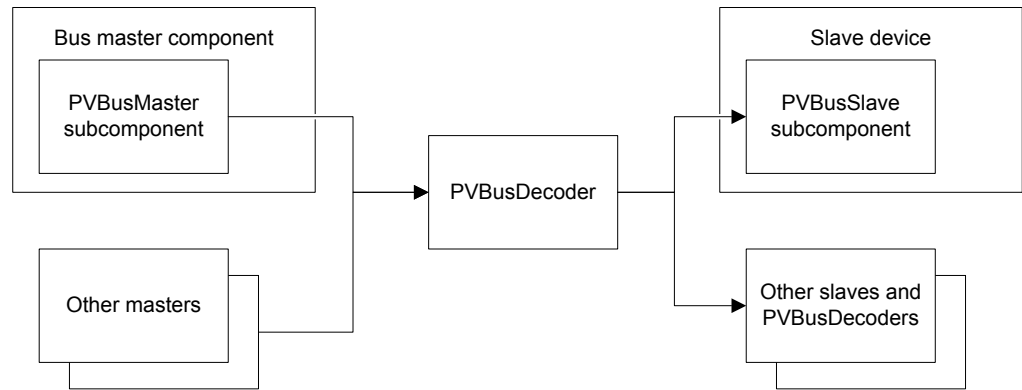 Bus master component
PVBusMaster
subcomponent
Other masters
PVBusDecoder
Slave device
PVBusSlave
subcomponent
Other slaves and
PVBusDecoders